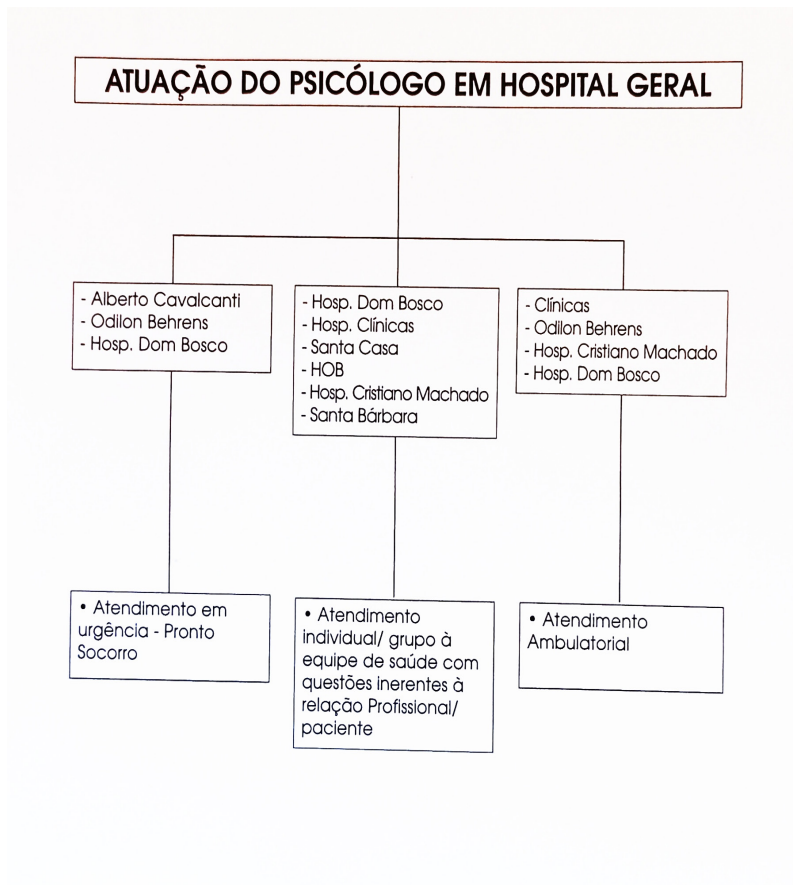 ATUAÇÃO DO PSICÓLOGO EM HOSPITAL GERAL
- Alberto Cavalcanti
- Odilon Behrens
- Hosp. Dom Bosco
- Hosp. Dom Bosco
- Hosp. Clínicas
- Santa Casa
- HOB
- Hosp. Cristiano Machado
- Santa Bárbara
- Clínicas
- Odilon Behrens
- Hosp. Cristiano Machado
- Hosp. Dom Bosco
• Atendimento em
urgência - Pronto
Socorro
• Atendimento
individual/ grupo à
equipe de saúde com
questões inerentes à
relação Profissional/
paciente
• Atendimento
Ambulatorial